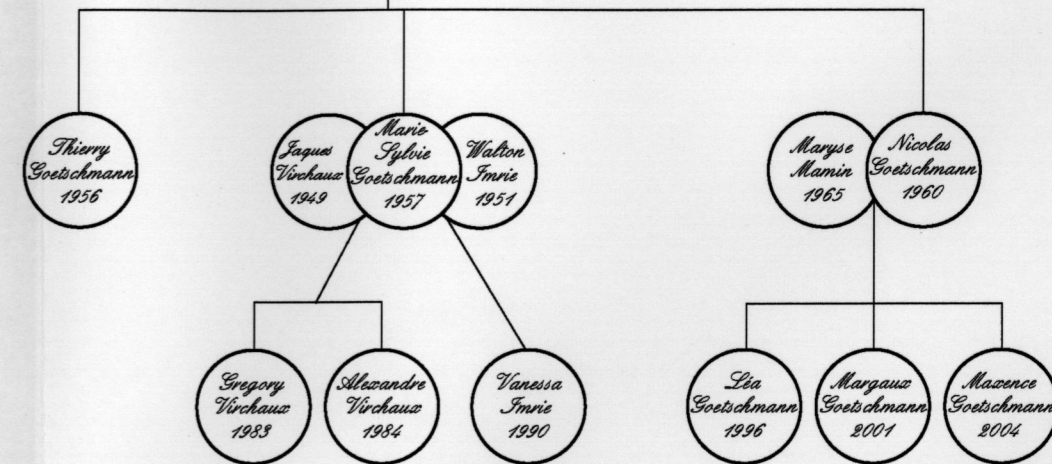 Thierry
Goetschmann
1956
Jaques
Virchaux
1949
Marie
Sylvie
Goetschmann
1957
Walton
Imrie
1951
Maryse
Mamin
1965
Nicolas
Goetschmann
1960
Gregory
Virchaux
1983
Alexandre
Virchaux
1984
Vanessa
Imrie
1990
Léa
Goetschmann
1996
Margaux
Goetschmann
2001
Maxence
Goetschmann
2004